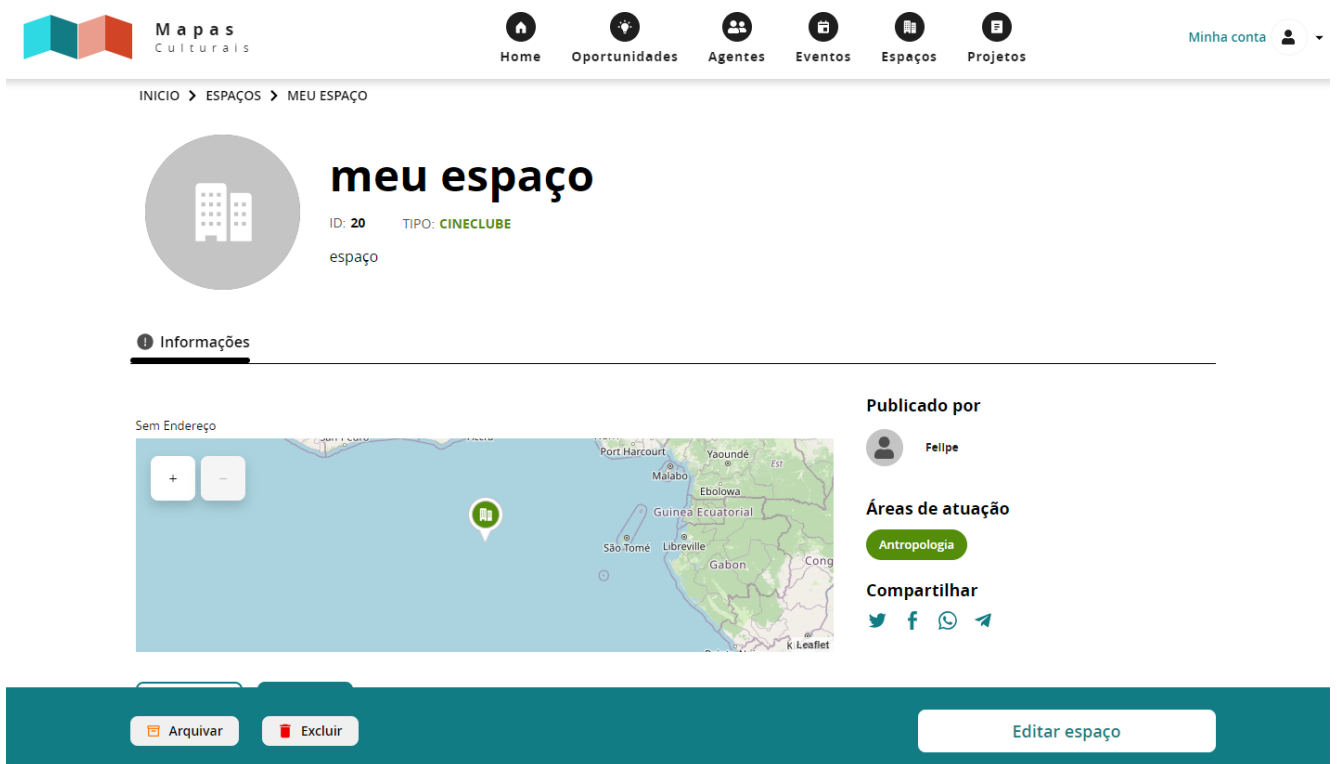 Mapas
Culturais
Home
Oportunidades
Agentes
Eventos
Espaços
Projetos
Minha conta
INICIO > ESPAÇOS > MEU ESPAÇO
meu espaço
ID: 20 TIPO: CINECLUBE
espaço
Informações
Sem Endereço
+
−
Port Harcourt
Yaoundé
Est
Malabo
Ebolowa
Guinea Ecuatorial
São Tomé
Libreville
Gabon
Cong
Leaflet
Publicado por
Felipe
Áreas de atuação
Antropologia
Compartilhar
Arquivar
Excluir
Editar espaço